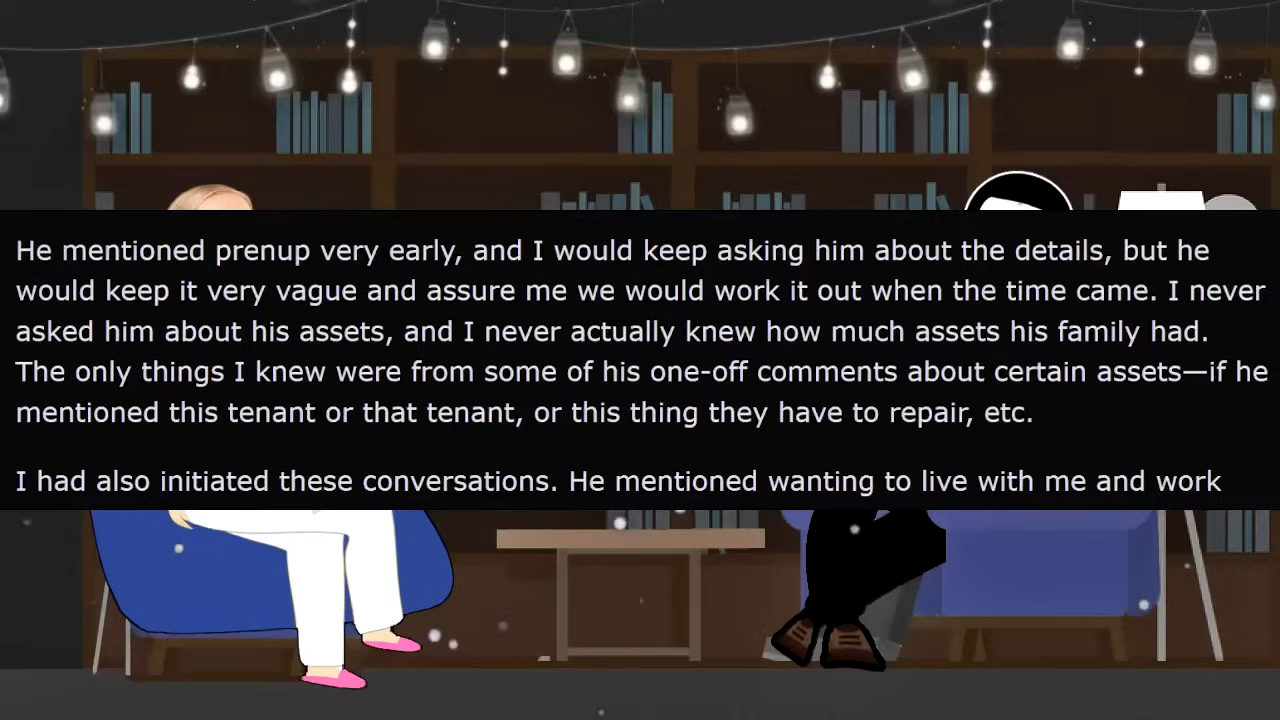 He mentioned prenup very early, and I would keep asking him about the details, but he
would keep it very vague and assure me we would work it out when the time came. I never
asked him about his assets, and I never actually knew how much assets his family had.
The only things I knew were from some of his one-off comments about certain assets—if he
mentioned this tenant or that tenant, or this thing they have to repair, etc.
I had also initiated these conversations. He mentioned wanting to live with me and work